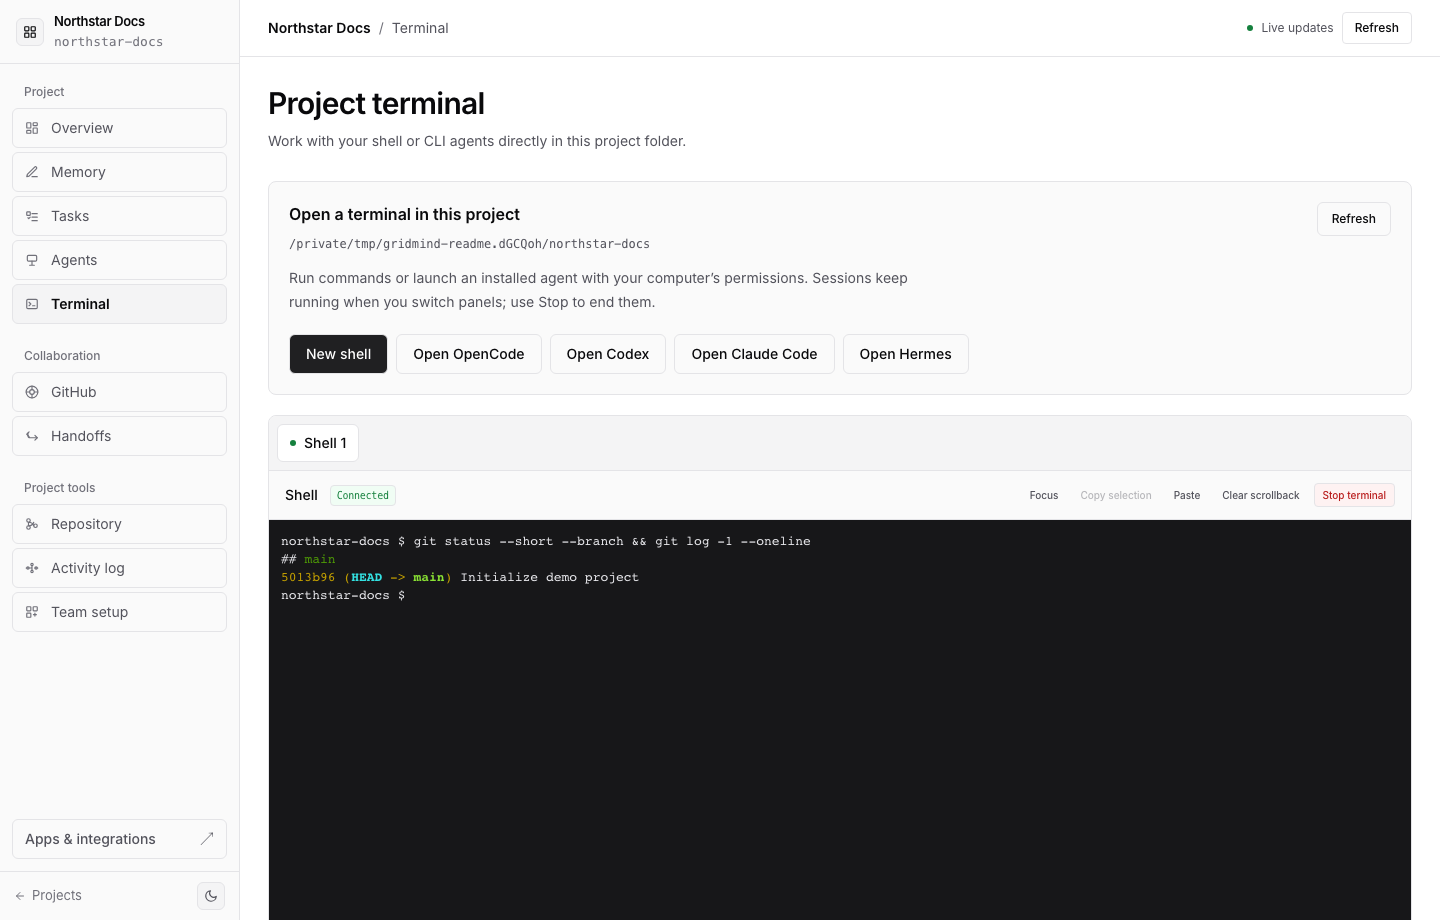 Northstar Docs
northstar-docs
Project
Overview
Memory
Tasks
Agents
Terminal
Collaboration
GitHub
Handoffs
Project tools
Repository
Activity log
Team setup
Apps & integrations
← Projects
Northstar Docs / Terminal
Live updates
Refresh
Project terminal
Work with your shell or CLI agents directly in this project folder.
Open a terminal in this project
Refresh
/private/tmp/gridmind-readme.dGCQoh/northstar-docs
Run commands or launch an installed agent with your computer’s permissions. Sessions keep
running when you switch panels; use Stop to end them.
New shell
Open OpenCode
Open Codex
Open Claude Code
Open Hermes
Shell 1
Shell
Connected
Focus
Copy selection
Paste
Clear scrollback
Stop terminal
northstar-docs $ git status --short --branch && git log -1 --oneline
## main
5013b96 (HEAD -> main) Initialize demo project
northstar-docs $